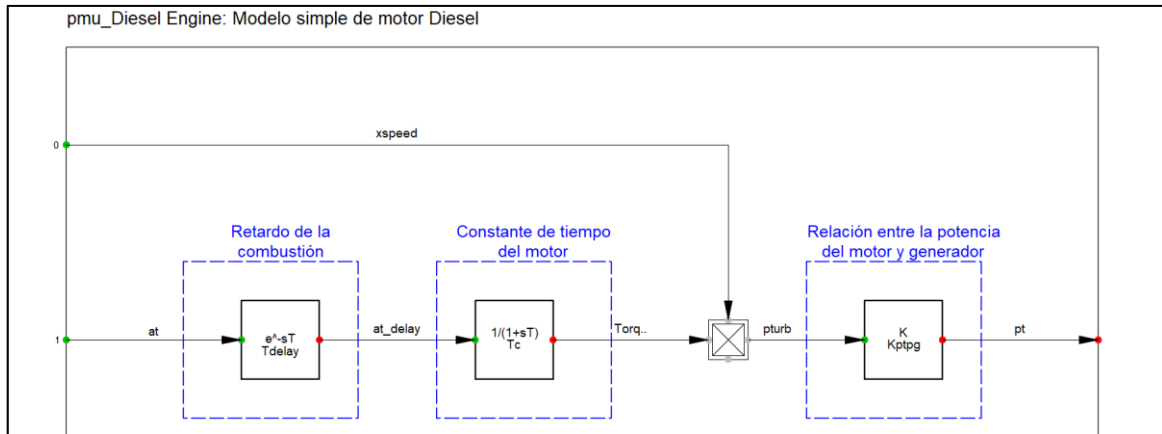 pmu_Diesel Engine: Modelo simple de motor Diesel
0
xspeed
Retardo de la
combustión
Constante de tiempo
del motor
Relación entre la potencia
del motor y generador
1
at
e^-sT
Tdelay
at_delay
1/(1+sT)
Tc
Torq..
pturb
K
Kptpg
pt